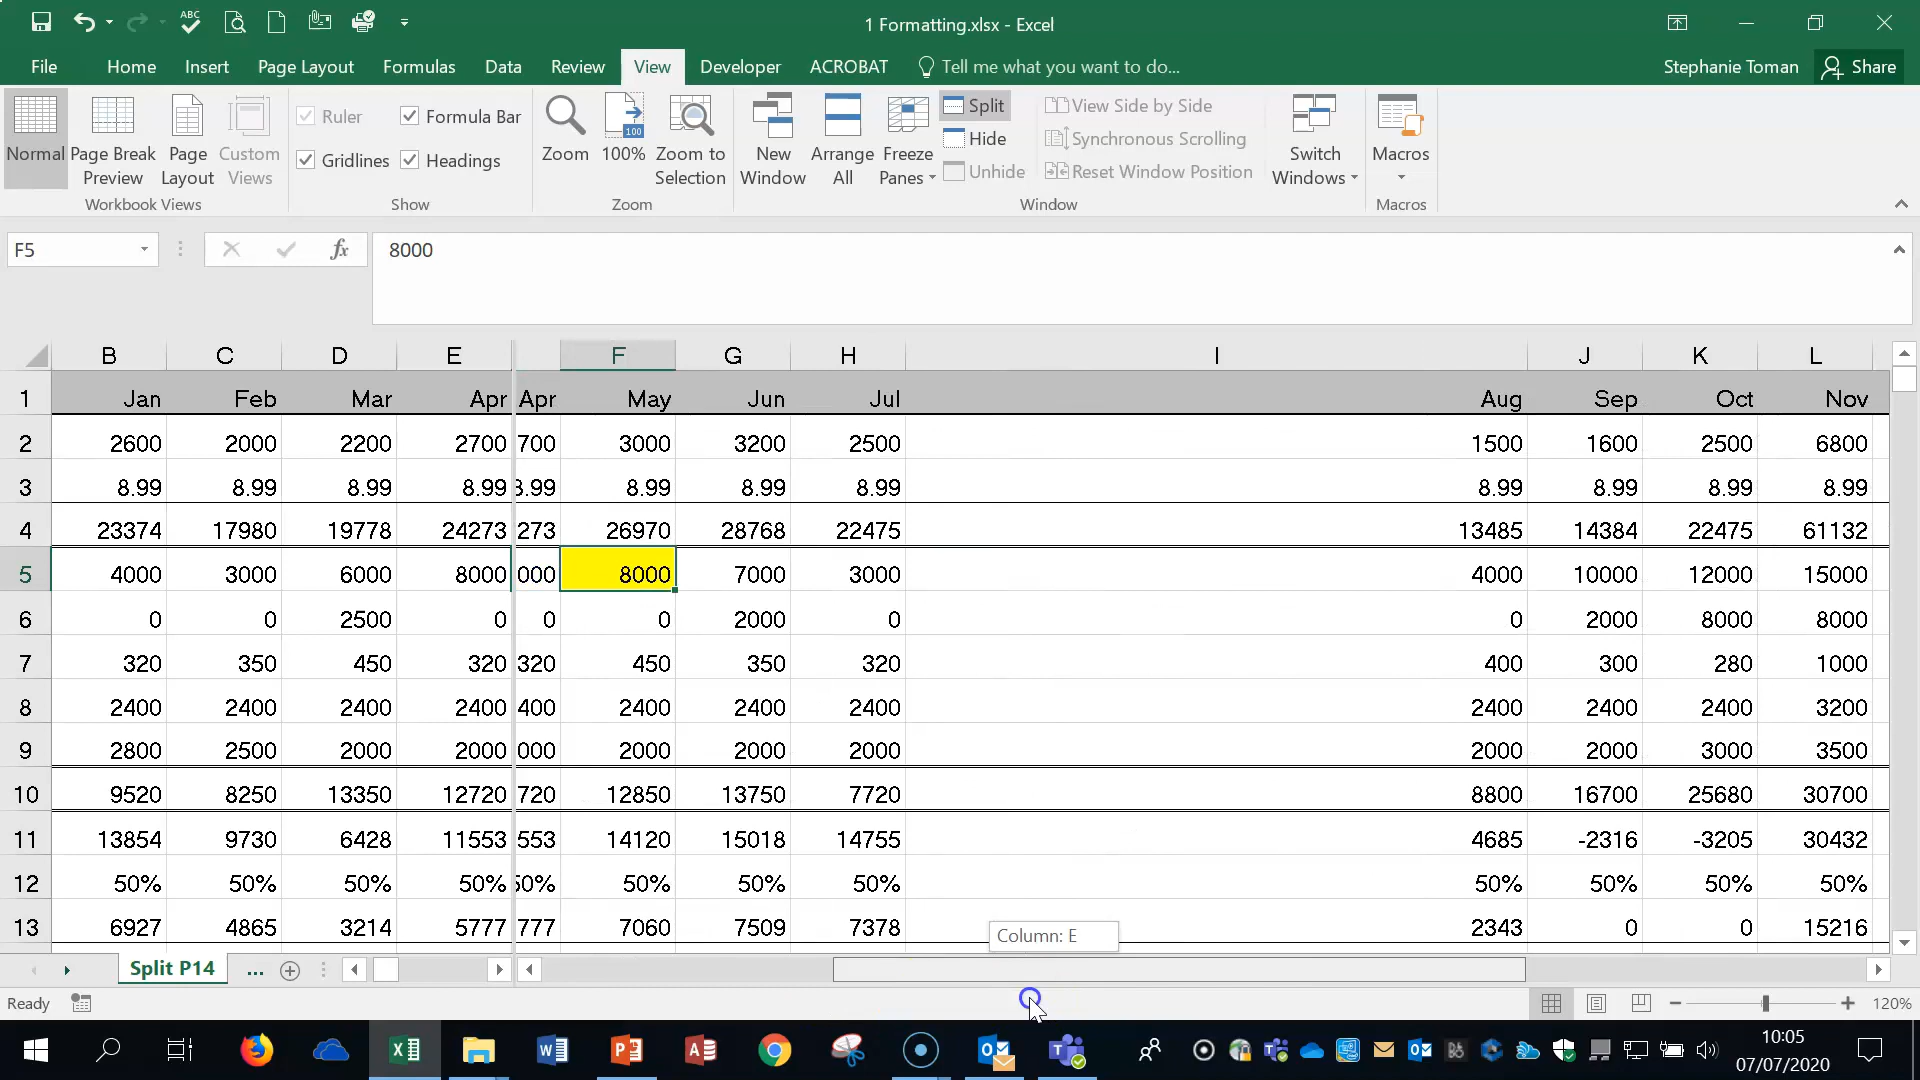 ABC
1 Formatting.xlsx - Excel
File Home Insert Page Layout Formulas Data Review View Developer ACROBAT Tell me what you want to do... Stephanie Toman Share
Ruler Formula Bar 100 Split View Side by Side
Hide Synchronous Scrolling
Normal Page Break Page Custom Gridlines Headings Zoom 100% Zoom to New Arrange Freeze Switch Macros
Preview Layout Views Selection Window All Panes Unhide Reset Window Position Windows
Workbook Views Show Zoom Window Macros
F5 fx 8000
B C D E F G H I J K L
1 Jan Feb Mar Apr Apr May Jun Jul Aug Sep Oct Nov
2 2600 2000 2200 2700 700 3000 3200 2500 1500 1600 2500 6800
3 8.99 8.99 8.99 8.99 3.99 8.99 8.99 8.99 8.99 8.99 8.99 8.99
4 23374 17980 19778 24273 273 26970 28768 22475 13485 14384 22475 61132
5 4000 3000 6000 8000 000 8000 7000 3000 4000 10000 12000 15000
6 0 0 2500 0 0 0 2000 0 0 2000 8000 8000
7 320 350 450 320 320 450 350 320 400 300 280 1000
8 2400 2400 2400 2400 400 2400 2400 2400 2400 2400 2400 3200
9 2800 2500 2000 2000 000 2000 2000 2000 2000 2000 3000 3500
10 9520 8250 13350 12720 720 12850 13750 7720 8800 16700 25680 30700
11 13854 9730 6428 11553 553 14120 15018 14755 4685 -2316 -3205 30432
12 50% 50% 50% 50% 50% 50% 50% 50% 50% 50% 50% 50%
13 6927 4865 3214 5777 777 7060 7509 7378 2343 0 0 15216
Column: E
Split P14 ...
Ready 120%
10:05
07/07/2020